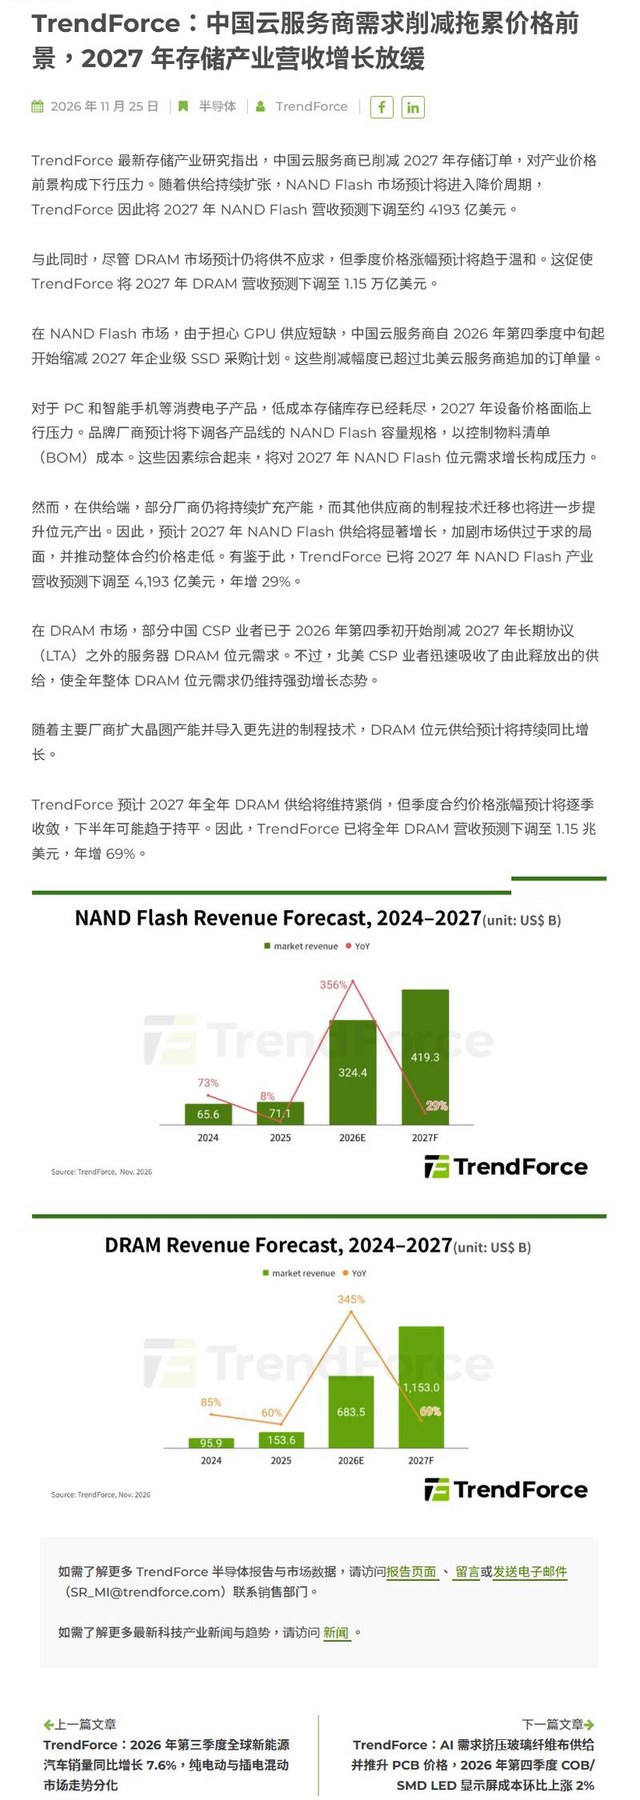 TrendForce：中国云服务商需求削减拖累价格前
景，2027 年存储产业营收增长放缓
2026 年 11 月 25 日
半导体
TrendForce
TrendForce 最新存储产业研究指出，中国云服务商已削减 2027 年存储订单，对产业价格
前景构成下行压力。随着供给持续扩张，NAND Flash 市场预计将进入降价周期，
TrendForce 因此将 2027 年 NAND Flash 营收预测下调至约 4193 亿美元。
与此同时，尽管 DRAM 市场预计仍将供不应求，但季度价格涨幅预计将趋于温和。这促使
TrendForce 将 2027 年 DRAM 营收预测下调至 1.15 万亿美元。
在 NAND Flash 市场，由于担心 GPU 供应短缺，中国云服务商自 2026 年第四季度中旬起
开始缩减 2027 年企业级 SSD 采购计划。这些削减幅度已超过北美云服务商追加的订单量。
对于 PC 和智能手机等消费电子产品，低成本存储库存已经耗尽，2027 年设备价格面临上
行压力。品牌厂商预计将下调各产品线的 NAND Flash 容量规格，以控制物料清单
（BOM）成本。这些因素综合起来，将对 2027 年 NAND Flash 位元需求增长构成压力。
然而，在供给端，部分厂商仍将持续扩充产能，而其他供应商的制程技术迁移也将进一步提
升位元产出。因此，预计 2027 年 NAND Flash 供给将显著增长，加剧市场供过于求的局
面，并推动整体合约价格走低。有鉴于此，TrendForce 已将 2027 年 NAND Flash 产业
营收预测下调至 4,193 亿美元，年增 29%。
在 DRAM 市场，部分中国 CSP 业者已于 2026 年第四季初开始削减 2027 年长期协议
（LTA）之外的服务器 DRAM 位元需求。不过，北美 CSP 业者迅速吸收了由此释放出的供
给，使全年整体 DRAM 位元需求仍维持强劲增长态势。
随着主要厂商扩大晶圆产能并导入更先进的制程技术，DRAM 位元供给预计将持续同比增
长。
TrendForce 预计 2027 年全年 DRAM 供给将维持紧俏，但季度合约价格涨幅预计将逐季
收敛，下半年可能趋于持平。因此，TrendForce 已将全年 DRAM 营收预测下调至 1.15 兆
美元，年增 69%。
NAND Flash Revenue Forecast, 2024–2027(unit: US$ B)
market revenue YoY
TrendForce
73%
8%
356%
29%
65.6
71.1
324.4
419.3
2024
2025
2026E
2027F
Source: TrendForce, Nov. 2026
TrendForce
DRAM Revenue Forecast, 2024–2027(unit: US$ B)
market revenue YoY
TrendForce
85%
60%
345%
69%
95.9
153.6
683.5
1,153.0
2024
2025
2026E
2027F
Source: TrendForce, Nov. 2026
TrendForce
如需了解更多 TrendForce 半导体报告与市场数据，请访问报告页面 、 留言或发送电子邮件
（SR_MI@trendforce.com）联系销售部门。
如需了解更多最新科技产业新闻与趋势，请访问 新闻 。
上一篇文章
TrendForce：2026 年第三季度全球新能源
汽车销量同比增长 7.6%，纯电动与插电混动
市场走势分化
下一篇文章
TrendForce：AI 需求挤压玻璃纤维布供给
并推升 PCB 价格，2026 年第四季度 COB/
SMD LED 显示屏成本环比上涨 2%